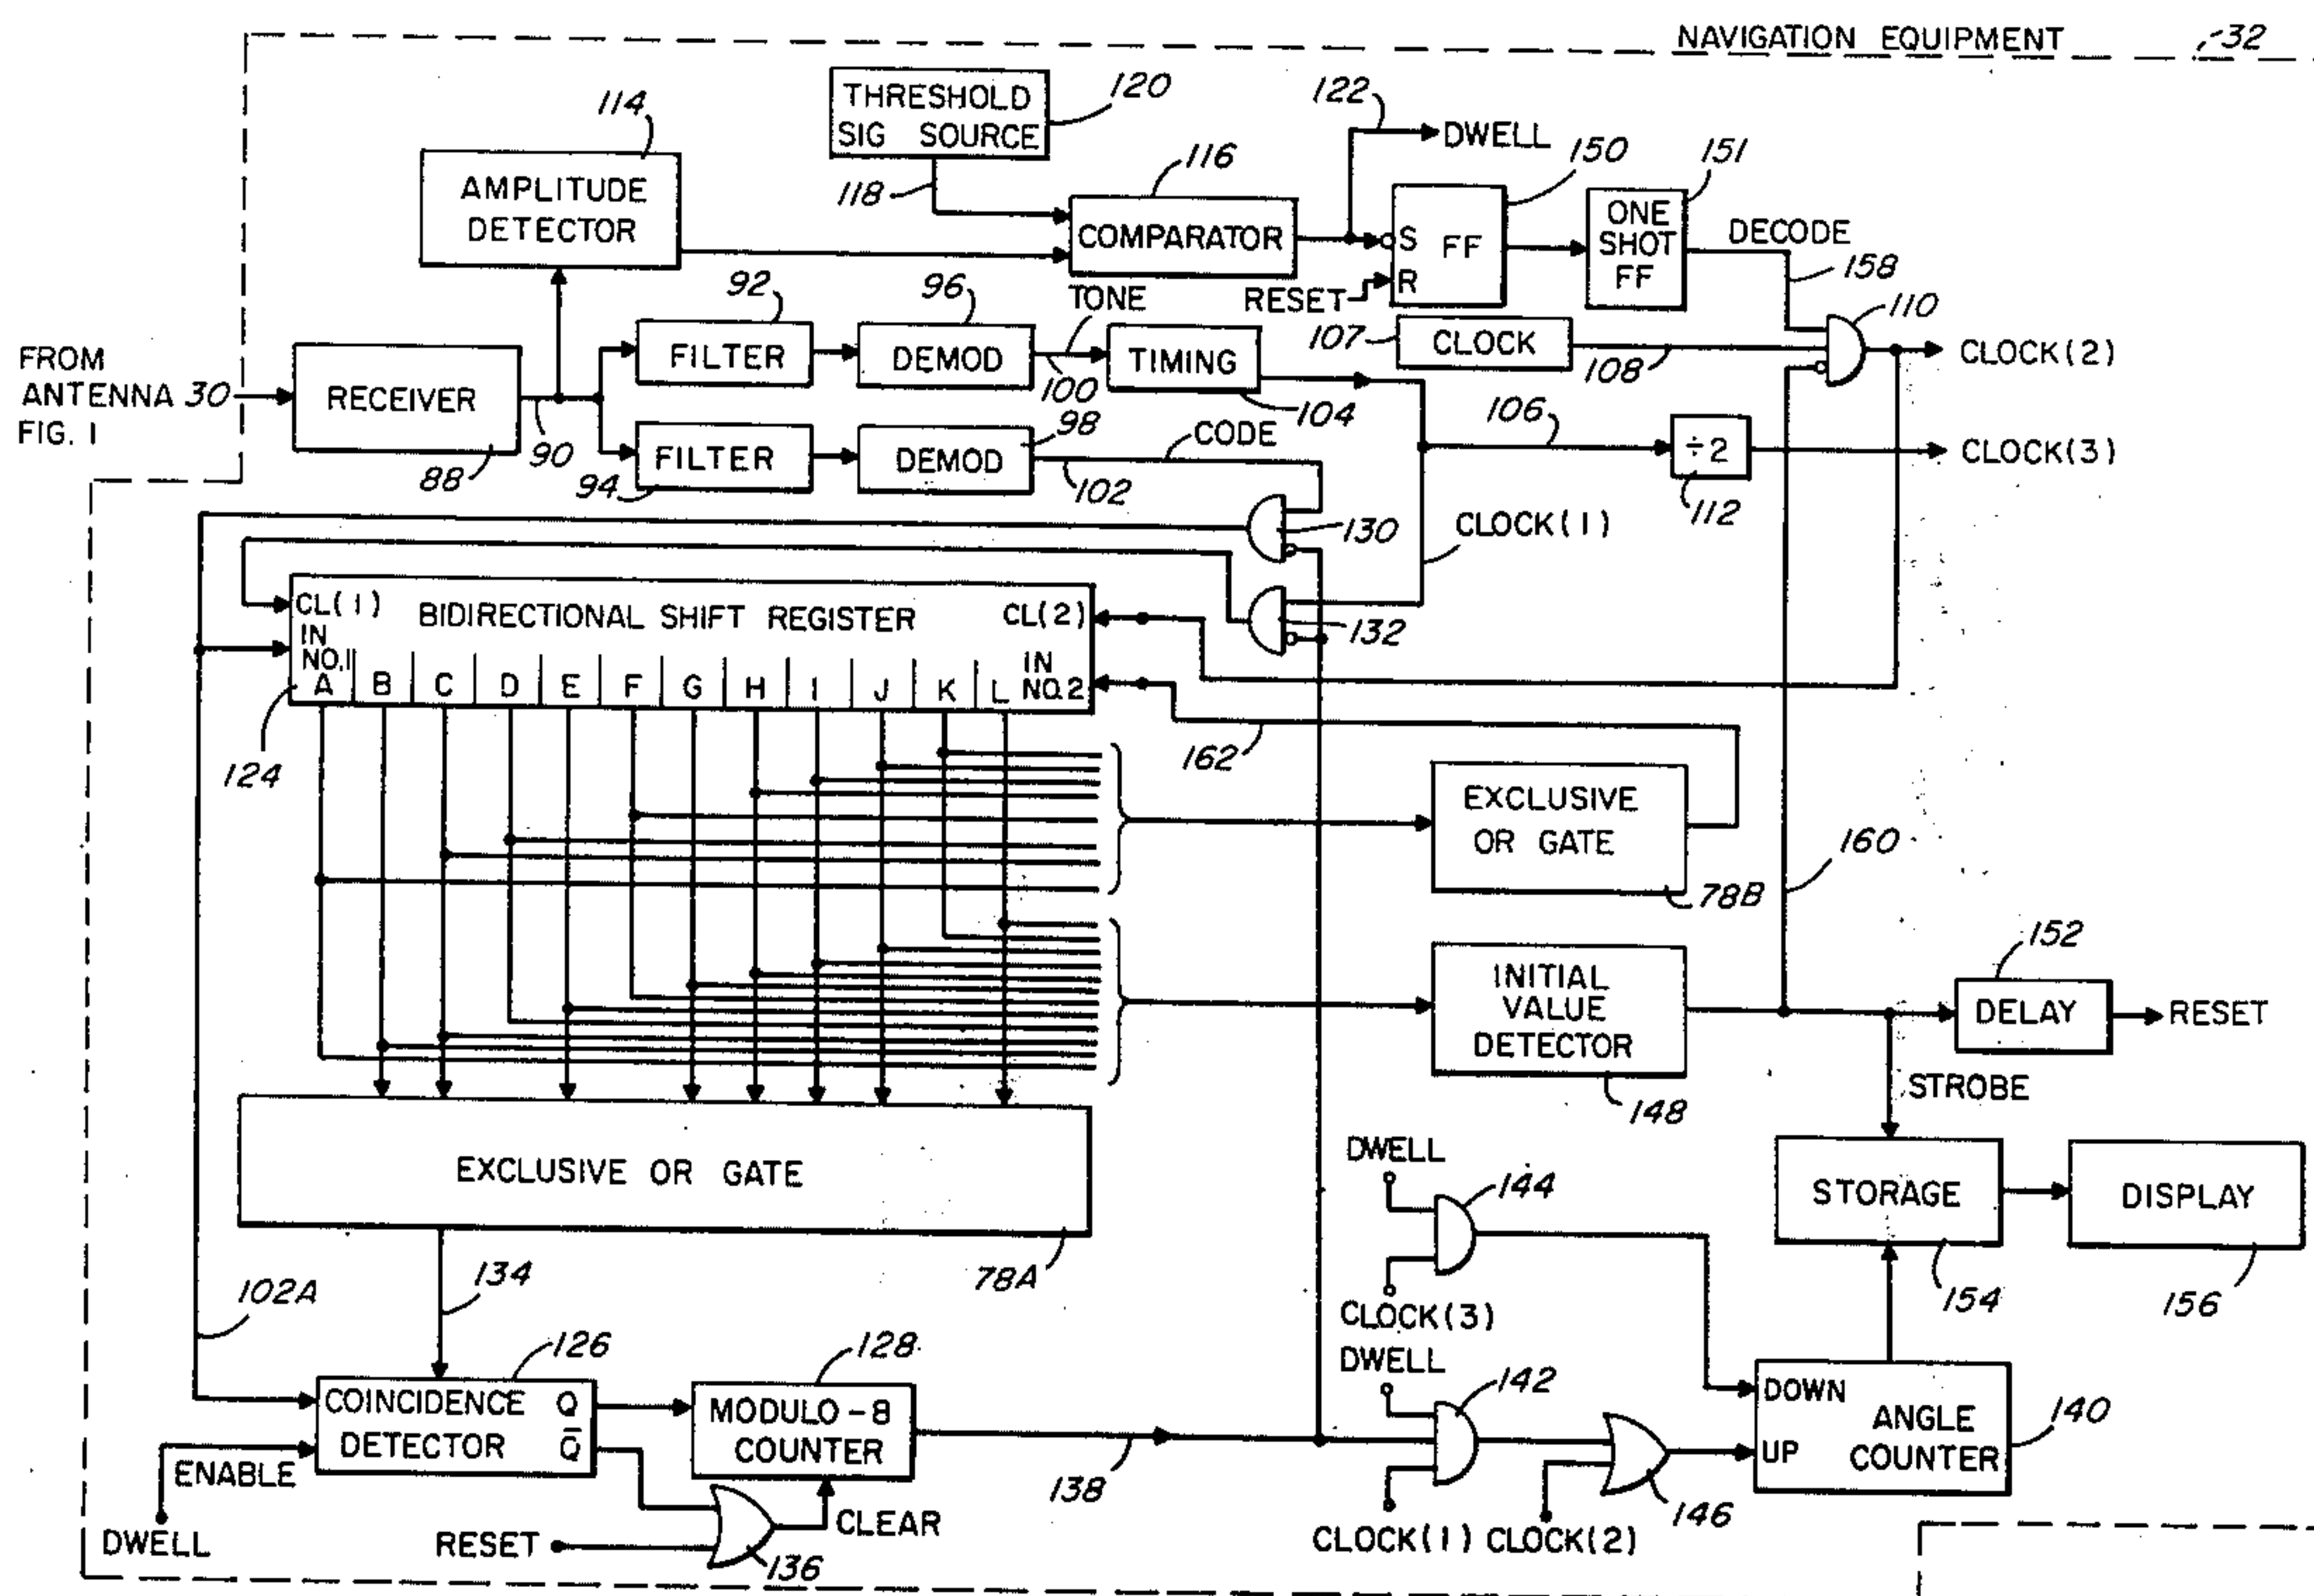 NAVIGATION EQUIPMENT
32
THRESHOLD
SIG SOURCE
120
114
AMPLITUDE
DETECTOR
118
116
COMPARATOR
122
DWELL
150
S FF
R
RESET
151
ONE
SHOT
FF
DECODE
158
110
FROM
ANTENNA 30
FIG. 1
RECEIVER
88
90
92
FILTER
96
DEMOD
TONE
100
TIMING
104
107
CLOCK
108
CLOCK(2)
94
FILTER
98
DEMOD
CODE
102
106
÷2
112
CLOCK(3)
130
CLOCK(1)
132
CL(1)
BIDIRECTIONAL SHIFT REGISTER
CL(2)
IN
NO.1
IN
NO.2
A B C D E F G H I J K L
124
162
EXCLUSIVE
OR GATE
78B
160
INITIAL
VALUE
DETECTOR
148
152
DELAY
RESET
STROBE
EXCLUSIVE OR GATE
78A
134
102A
DWELL
144
CLOCK(3)
STORAGE
154
DISPLAY
156
126
COINCIDENCE
DETECTOR
Q
Q̅
ENABLE
DWELL
128
MODULO-8
COUNTER
RESET
136
CLEAR
138
DWELL
142
CLOCK(1)
CLOCK(2)
146
DOWN
UP
ANGLE
COUNTER
140